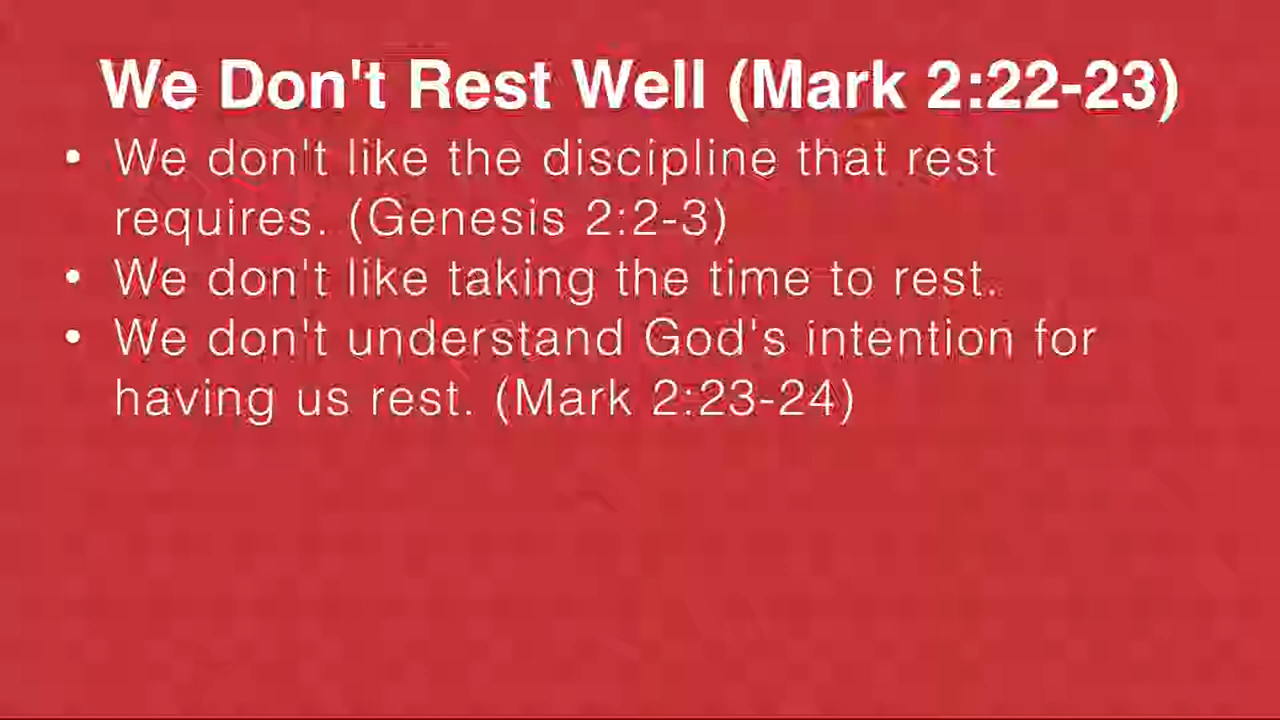 We Don't Rest Well (Mark 2:22-23)
• We don't like the discipline that rest
requires. (Genesis 2:2-3)
• We don't like taking the time to rest.
• We don't understand God's intention for
having us rest. (Mark 2:23-24)